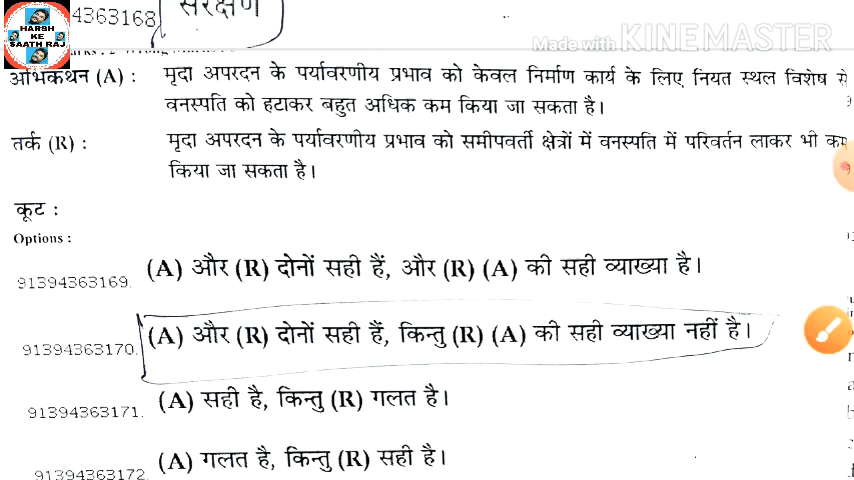 4363168
संरक्षण
HARSH
KE
SAATH RAJ
Made with KINEMASTER
अभिकथन (A) : मृदा अपरदन के पर्यावरणीय प्रभाव को केवल निर्माण कार्य के लिए नियत स्थल विशेष से
वनस्पति को हटाकर बहुत अधिक कम किया जा सकता है।
तर्क (R) : मृदा अपरदन के पर्यावरणीय प्रभाव को समीपवर्ती क्षेत्रों में वनस्पति में परिवर्तन लाकर भी कम
किया जा सकता है।
कूट :
Options :
91394363169. (A) और (R) दोनों सही हैं, और (R) (A) की सही व्याख्या है।
91394363170. (A) और (R) दोनों सही हैं, किन्तु (R) (A) की सही व्याख्या नहीं है।
91394363171. (A) सही है, किन्तु (R) गलत है।
91394363172. (A) गलत है, किन्तु (R) सही है।